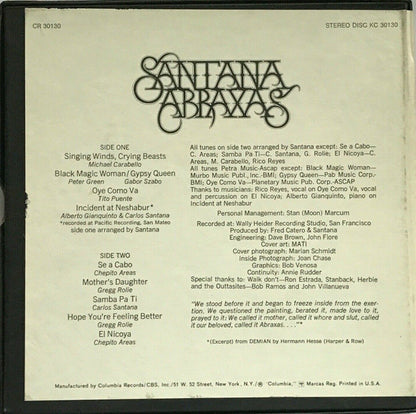 CR 30130
STEREO DISC KC 30130
SANTANA
ABRAXAS
SIDE ONE
Singing Winds, Crying Beasts
Michael Carabello
Black Magic Woman/Gypsy Queen
Peter Green Gabor Szabo
Oye Como Va
Tito Puente
Incident at Neshabur*
Alberto Gianquinto & Carlos Santana
*recorded at Pacific Recording, San Mateo
side one arranged by Santana
SIDE TWO
Se a Cabo
Chepito Areas
Mother's Daughter
Gregg Rolie
Samba Pa Ti
Carlos Santana
Hope You're Feeling Better
Gregg Rolie
El Nicoya
Chepito Areas
All tunes on side two arranged by Santana except: Se a Cabo—
C. Areas; Samba Pa Ti—C. Santana, G. Rolie; El Nicoya—C.
Areas, M. Carabello, Rico Reyes
All tunes Petra Music-Ascap except: Black Magic Woman—
Murbo Music Publ., Inc.-BMI; Gypsy Queen—Pab Music Corp.-
BMI; Oye Como Va—Planetary Music Pub. Corp.-ASCAP
Thanks to musicians: Rico Reyes, vocal on Oye Como Va, vocal
and percussion on El Nicoya; Alberto Gianquinto, piano on
Incident at Neshabur.
Personal Management: Stan (Moon) Marcum
Recorded at: Wally Heider Recording Studio, San Francisco
Produced by: Fred Catero & Santana
Engineering: Dave Brown, John Fiore
Cover art: MATI
Cover photograph: Marian Schmidt
Inside Photograph: Joan Chase
Graphics: Bob Venosa
Continuity: Annie Rudder
Special thanks to: Walk don't—Ron Estrada, Stanback, Herbie
and the Outtasites—Bob Ramos and John Villanueva
"We stood before it and began to freeze inside from the exer-
tion. We questioned the painting, berated it, made love to it,
prayed to it: We called it mother, called it whore and slut, called
it our beloved, called it Abraxas. . . ."*
*(Excerpt) from DEMIAN by Hermann Hesse (Harper & Row)
Manufactured by Columbia Records/CBS, Inc./51 W. 52 Street, New York, N.Y./® "Columbia," Marcas Reg. Printed in U.S.A.